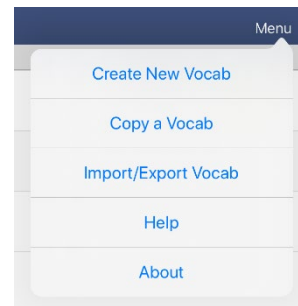 Menu
Create New Vocab
Copy a Vocab
Import/Export Vocab
Help
About